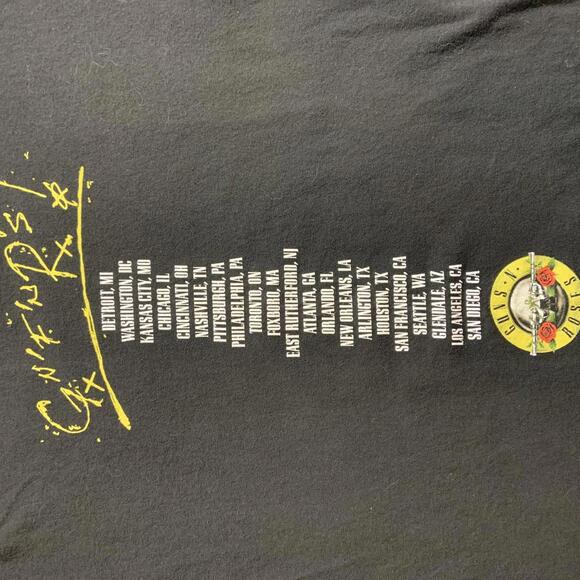 G N' F' N' R's!
DETROIT, MI
WASHINGTON, DC
KANSAS CITY, MO
CHICAGO, IL
CINCINNATI, OH
NASHVILLE, TN
PITTSBURGH, PA
PHILADELPHIA, PA
TORONTO, ON
FOXBORO, MA
EAST RUTHERFORD, NJ
ATLANTA, GA
ORLANDO, FL
NEW ORLEANS, LA
ARLINGTON, TX
HOUSTON, TX
SAN FRANCISCO, CA
SEATTLE, WA
GLENDALE, AZ
LOS ANGELES, CA
SAN DIEGO, CA
GUNS N' ROSES